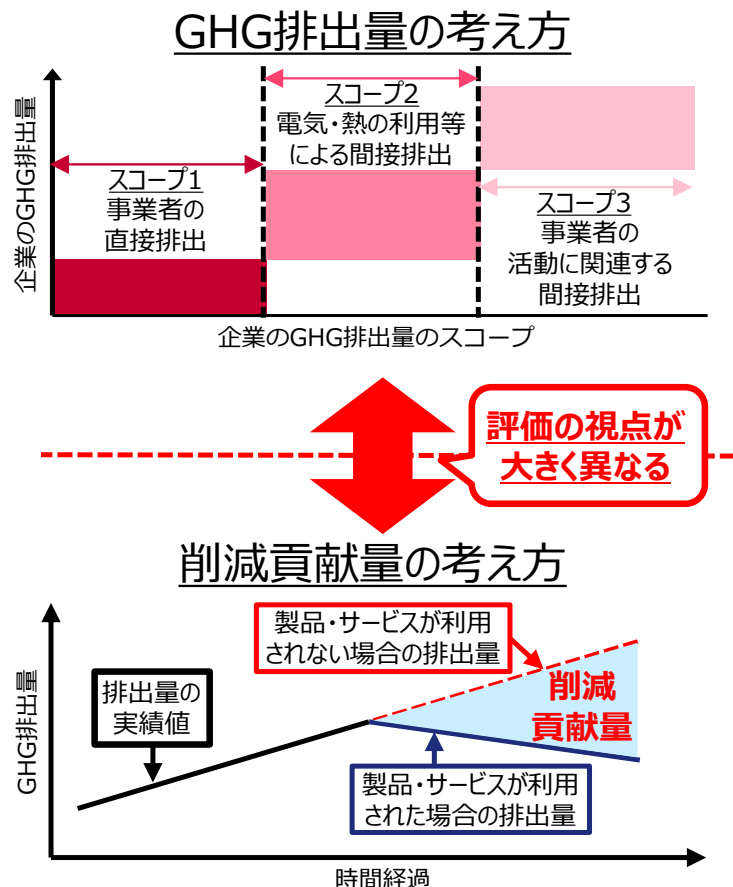 GHG排出量の考え方
企業のGHG排出量
スコープ1
事業者の
直接排出
スコープ2
電気・熱の利用等
による間接排出
スコープ3
事業者の
活動に関連する
間接排出
企業のGHG排出量のスコープ
評価の視点が
大きく異なる
削減貢献量の考え方
GHG排出量
排出量の
実績値
製品・サービスが利用
されない場合の排出量
削減
貢献量
製品・サービスが利用
された場合の排出量
時間経過